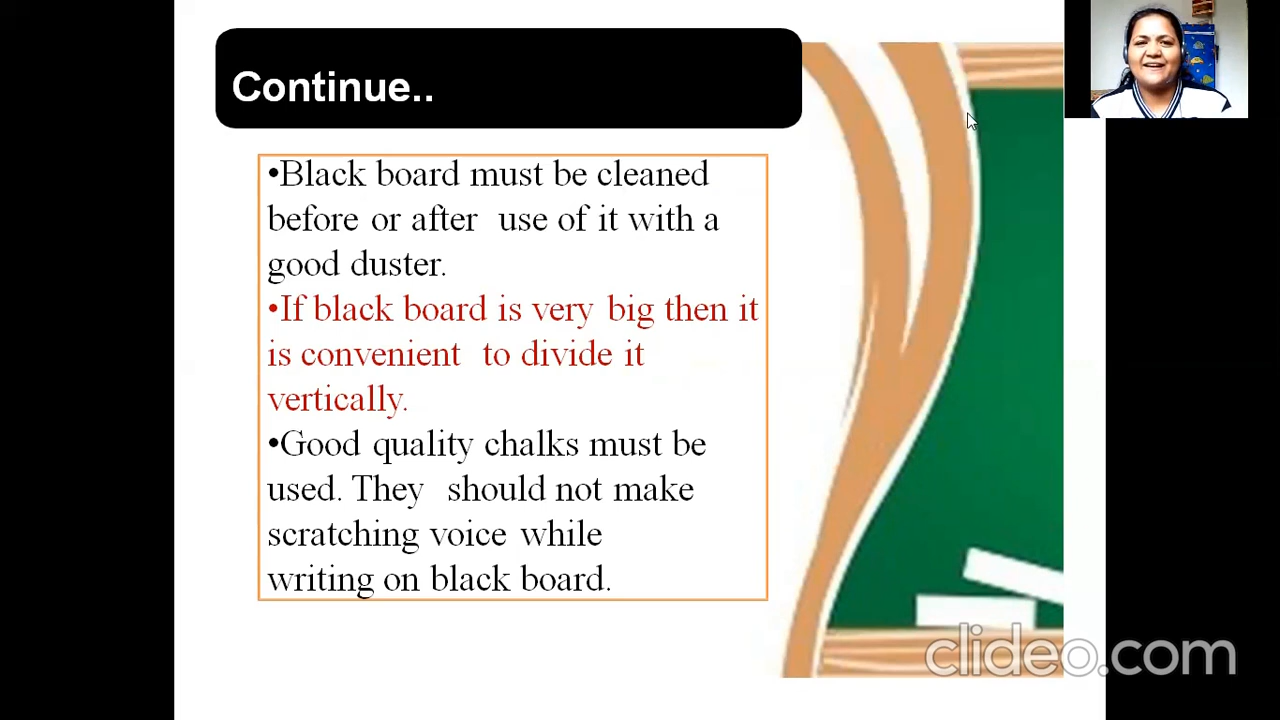 Continue..
•Black board must be cleaned
before or after use of it with a
good duster.
•If black board is very big then it
is convenient to divide it
vertically.
•Good quality chalks must be
used. They should not make
scratching voice while
writing on black board.
clideo.com